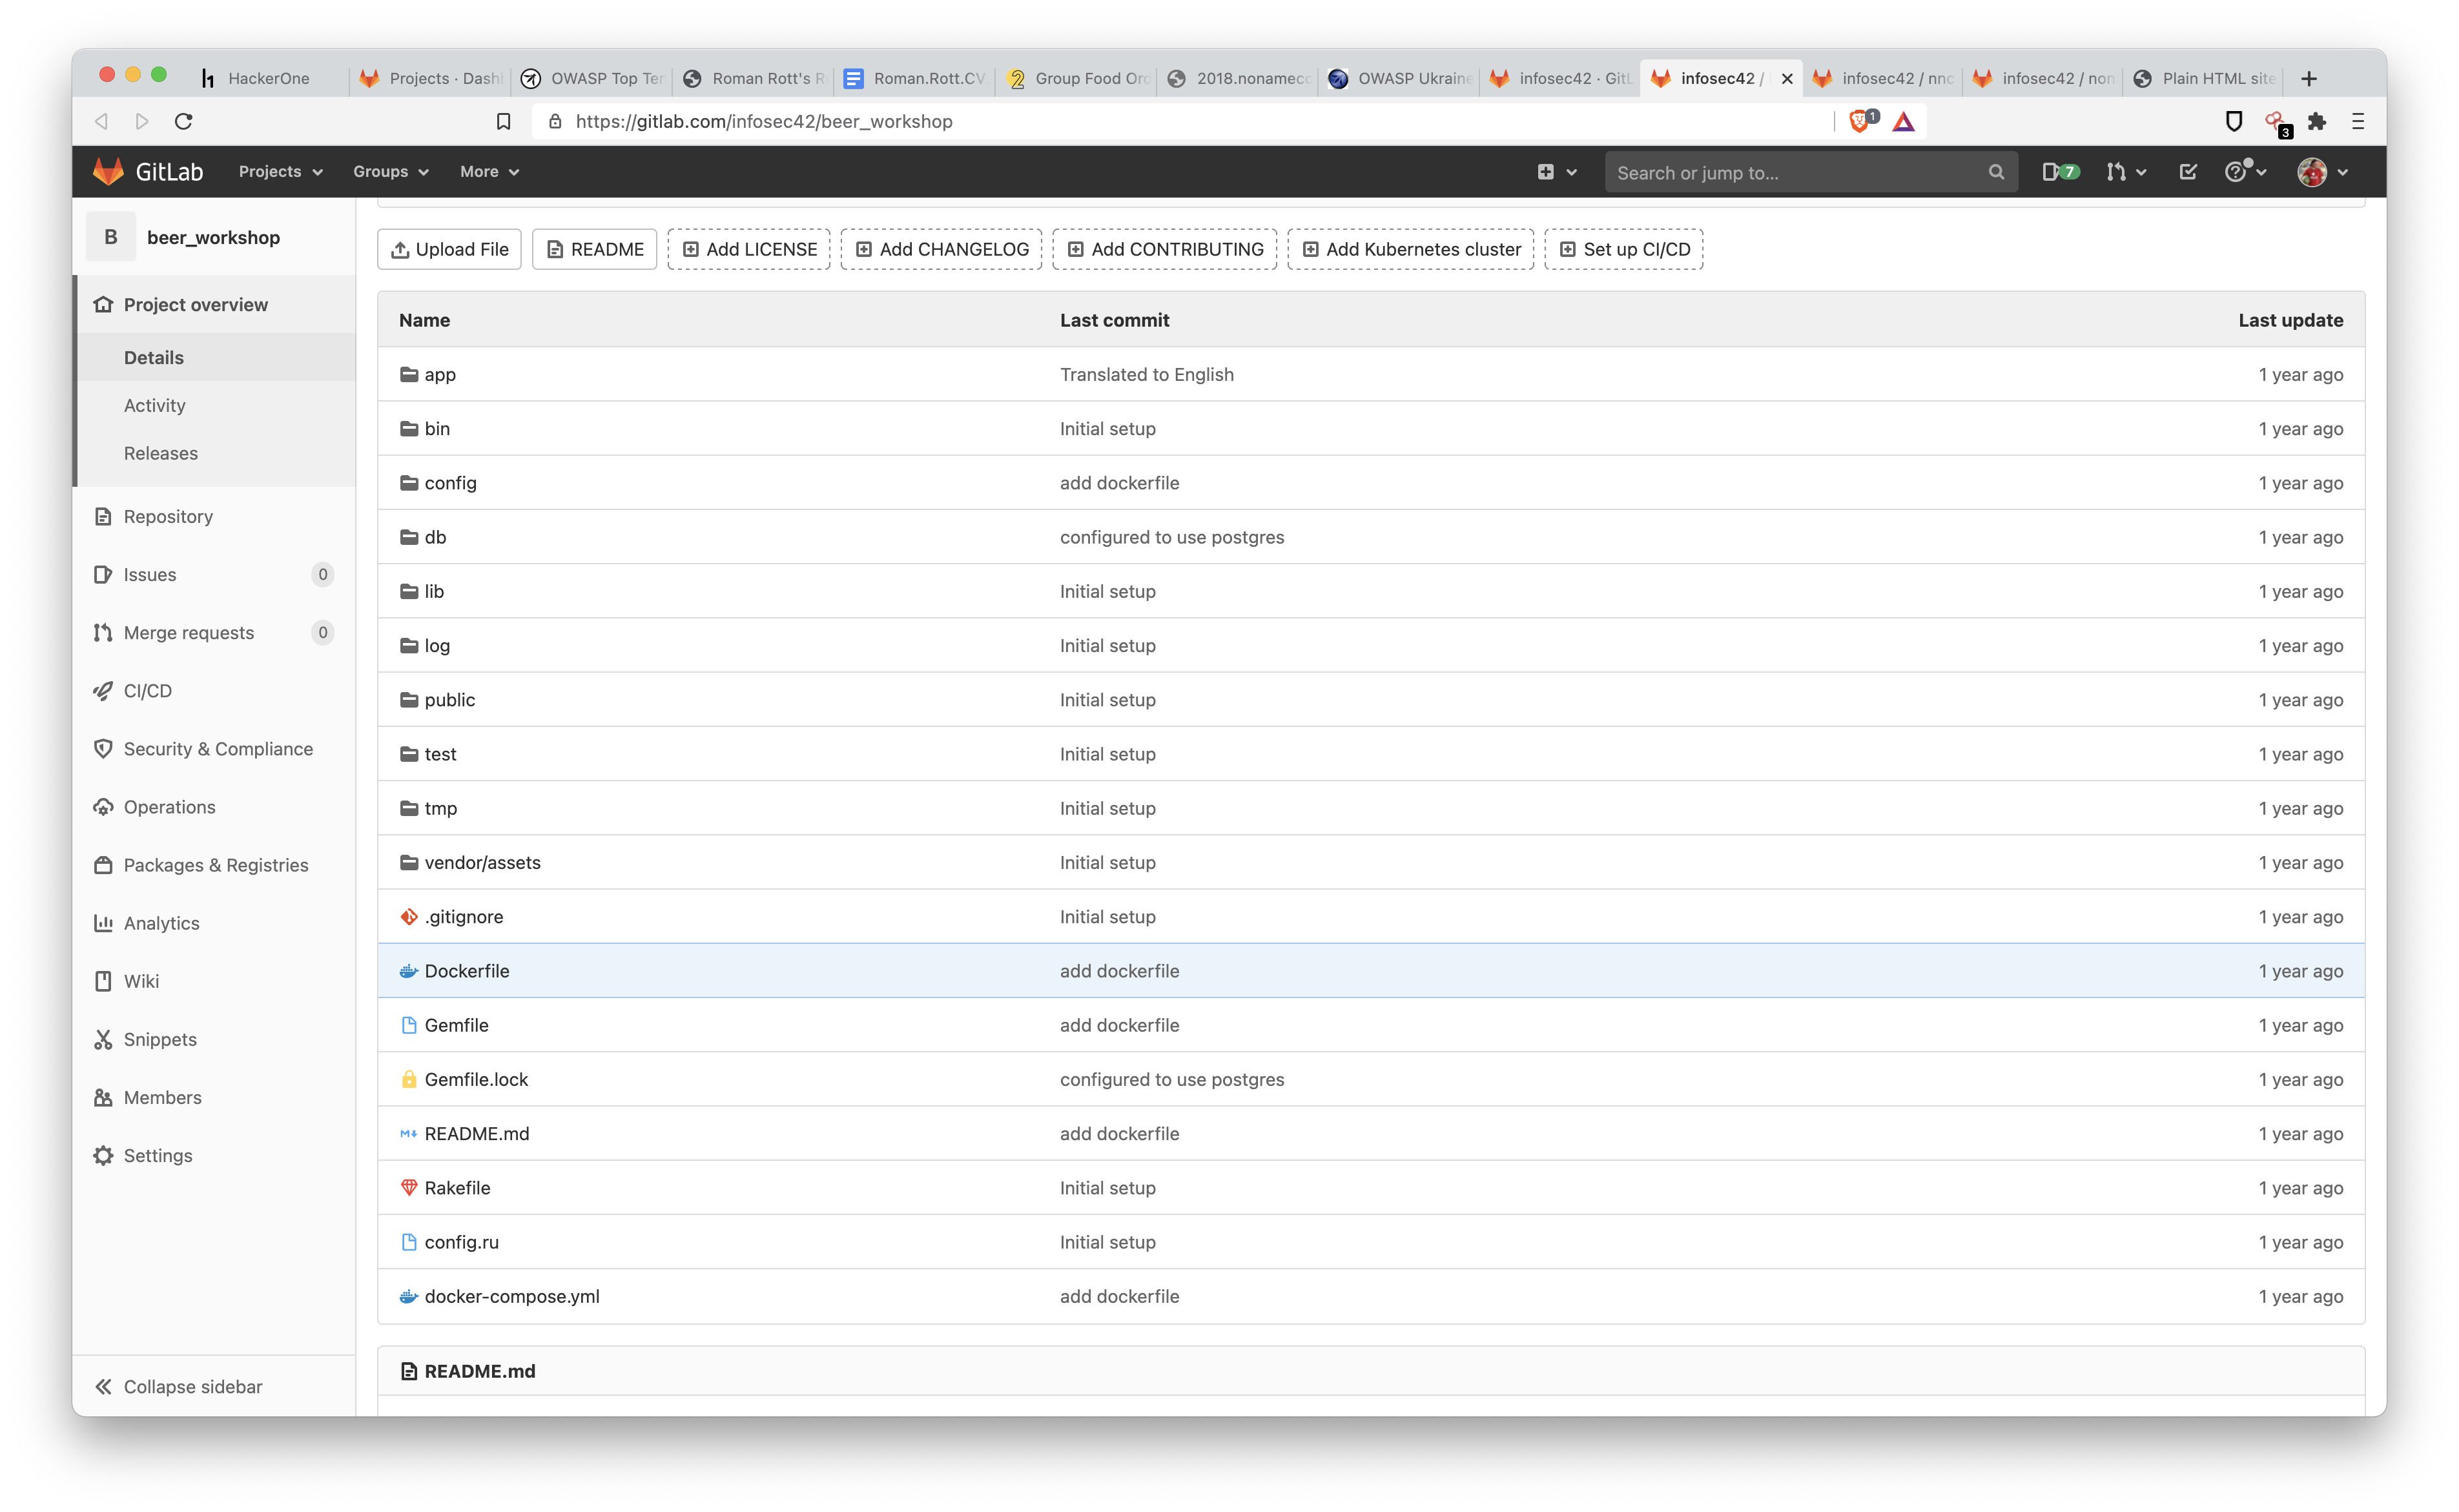 HackerOne
Projects · Dash
OWASP Top Ten
Roman Rott's R
Roman.Rott.CV
Group Food Ord
2018.nonamecc
OWASP Ukraine
infosec42 · GitL
infosec42 /
infosec42 / nnc
infosec42 / non
Plain HTML site
https://gitlab.com/infosec42/beer_workshop
1
3
GitLab
Projects
Groups
More
Search or jump to...
7
B
beer_workshop
Project overview
Details
Activity
Releases
Repository
Issues 0
Merge requests 0
CI/CD
Security & Compliance
Operations
Packages & Registries
Analytics
Wiki
Snippets
Members
Settings
Collapse sidebar
Upload File
README
Add LICENSE
Add CHANGELOG
Add CONTRIBUTING
Add Kubernetes cluster
Set up CI/CD
Name Last commit Last update
app Translated to English 1 year ago
bin Initial setup 1 year ago
config add dockerfile 1 year ago
db configured to use postgres 1 year ago
lib Initial setup 1 year ago
log Initial setup 1 year ago
public Initial setup 1 year ago
test Initial setup 1 year ago
tmp Initial setup 1 year ago
vendor/assets Initial setup 1 year ago
.gitignore Initial setup 1 year ago
Dockerfile add dockerfile 1 year ago
Gemfile add dockerfile 1 year ago
Gemfile.lock configured to use postgres 1 year ago
README.md add dockerfile 1 year ago
Rakefile Initial setup 1 year ago
config.ru Initial setup 1 year ago
docker-compose.yml add dockerfile 1 year ago
README.md